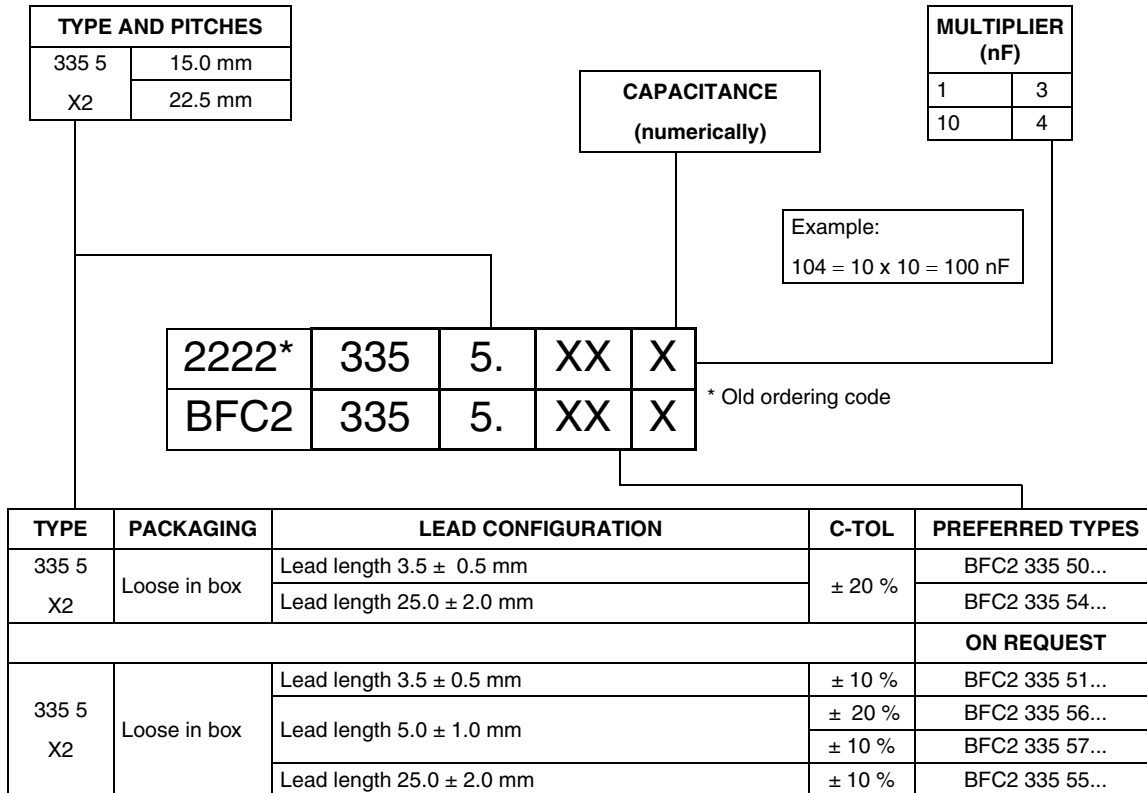 TYPE AND PITCHES
335 5
X2
15.0 mm
22.5 mm
CAPACITANCE
(numerically)
MULTIPLIER
(nF)
1 3
10 4
Example:
104 = 10 x 10 = 100 nF
2222* 335 5. XX X
BFC2 335 5. XX X
* Old ordering code
TYPE PACKAGING LEAD CONFIGURATION C-TOL PREFERRED TYPES
335 5
X2
Loose in box
Lead length 3.5 ± 0.5 mm
± 20 %
BFC2 335 50...
Lead length 25.0 ± 2.0 mm
BFC2 335 54...
ON REQUEST
335 5
X2
Loose in box
Lead length 3.5 ± 0.5 mm
± 10 %
BFC2 335 51...
Lead length 5.0 ± 1.0 mm
± 20 %
BFC2 335 56...
± 10 %
BFC2 335 57...
Lead length 25.0 ± 2.0 mm
± 10 %
BFC2 335 55...